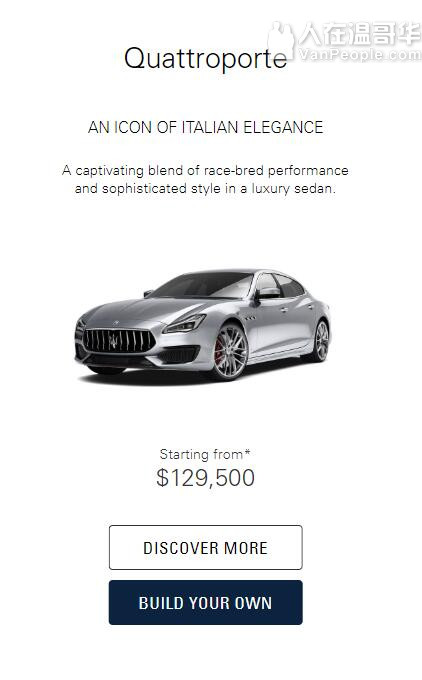 人在温哥华
VanPeople.com
Quattroporte
AN ICON OF ITALIAN ELEGANCE
A captivating blend of race-bred performance
and sophisticated style in a luxury sedan.
Starting from*
$129,500
DISCOVER MORE
BUILD YOUR OWN